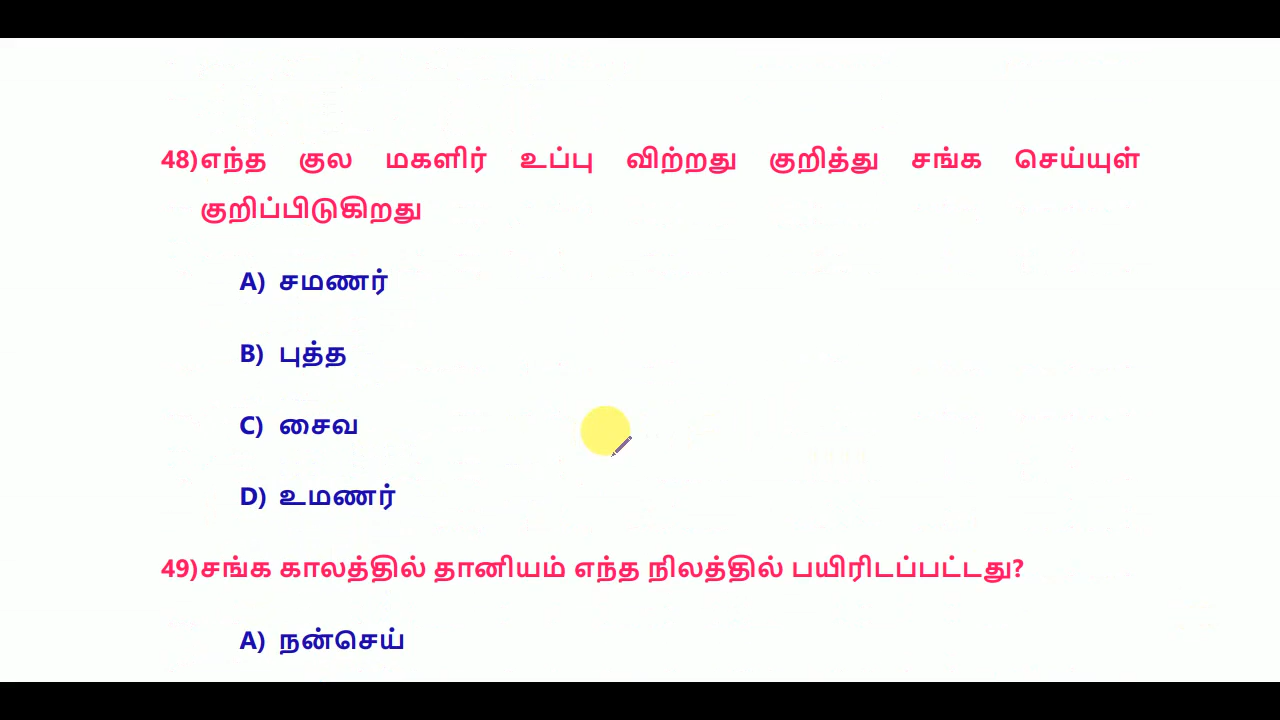 48)எந்த குல மகளிர் உப்பு விற்றது குறித்து சங்க செய்யுள்
குறிப்பிடுகிறது
A) சமணர்
B) புத்த
C) சைவ
D) உமணர்
49)சங்க காலத்தில் தானியம் எந்த நிலத்தில் பயிரிடப்பட்டது?
A) நன்செய்